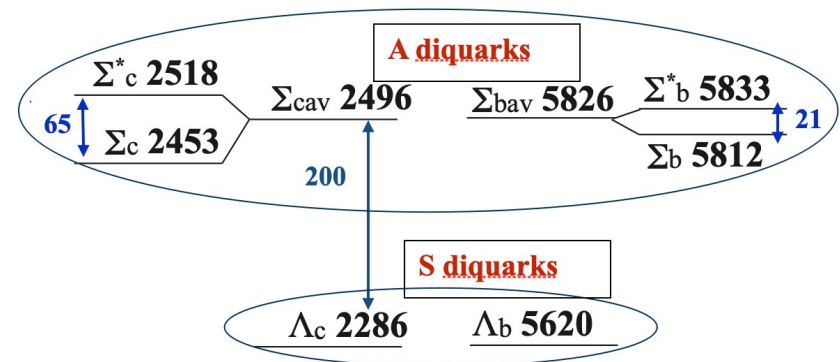 A diquarks
Σ*c 2518
Σcav 2496
Σbav 5826
Σ*b 5833
65
21
Σc 2453
Σb 5812
200
S diquarks
Λc 2286
Λb 5620